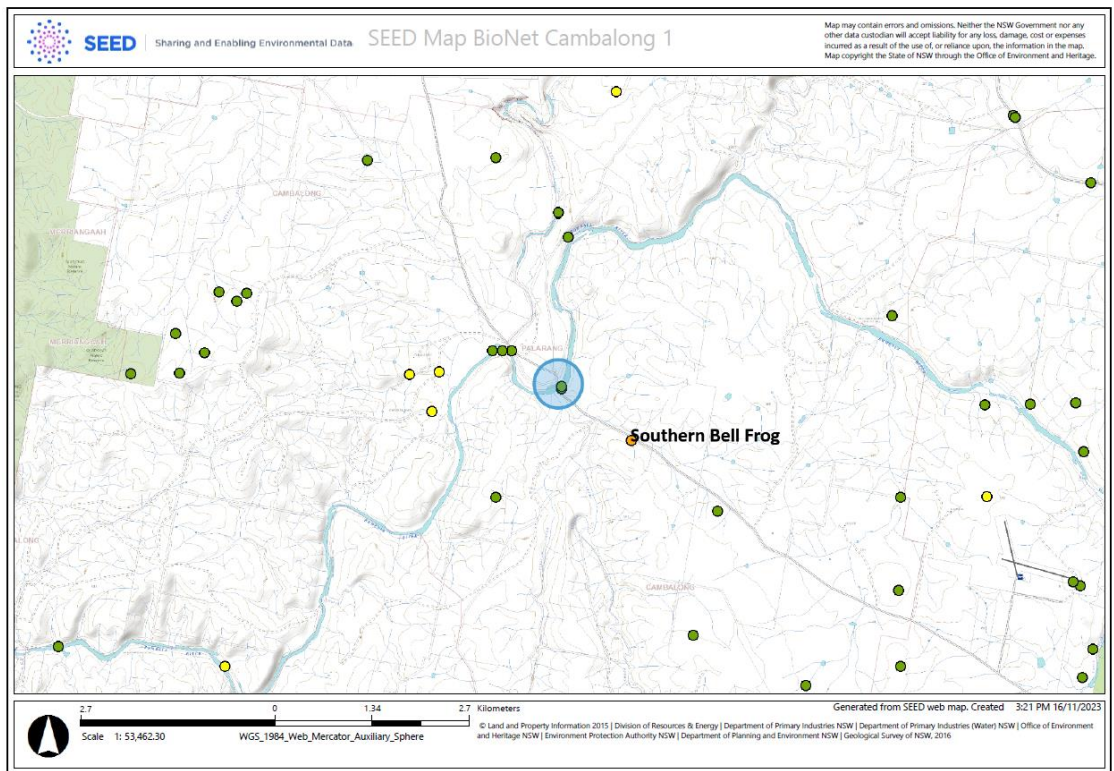 SEED
Sharing and Enabling Environmental Data
SEED Map BioNet Cambalong 1
Map may contain errors and omissions. Neither the NSW Government nor any
other data custodian will accept liability for any loss, damage, cost or expenses
incurred as a result of the use of, or reliance upon, the information in the map.
Map copyright the State of NSW through the Office of Environment and Heritage.
CAMBALONG
MERRIANGAAH
MERRIANGAAH
PALARANG
Southern Bell Frog
ALONG
CAMBALONG
2.7 0 1.34 2.7 Kilometers
Scale 1: 53,462.30
WGS_1984_Web_Mercator_Auxiliary_Sphere
Generated from SEED web map. Created 3:21 PM 16/11/2023
© Land and Property Information 2015 | Division of Resources & Energy | Department of Primary Industries NSW | Department of Primary Industries (Water) NSW | Office of Environment
and Heritage NSW | Environment Protection Authority NSW | Department of Planning and Environment NSW | Geological Survey of NSW, 2016